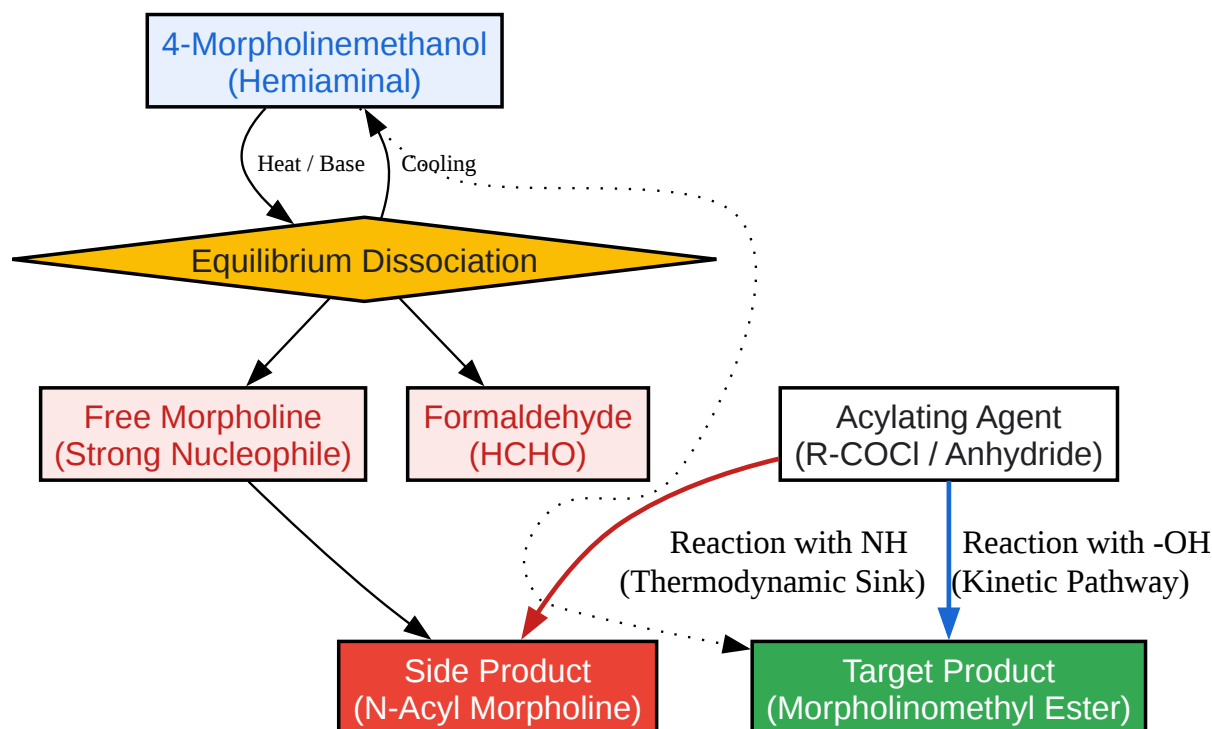 4-Morpholinemethanol
(Hemiaminal)
Heat / Base
Cooling
Equilibrium Dissociation
Free Morpholine
(Strong Nucleophile)
Formaldehyde
(HCHO)
Acylating Agent
(R-COCl / Anhydride)
Reaction with NH
(Thermodynamic Sink)
Reaction with -OH
(Kinetic Pathway)
Side Product
(N-Acyl Morpholine)
Target Product
(Morpholinomethyl Ester)